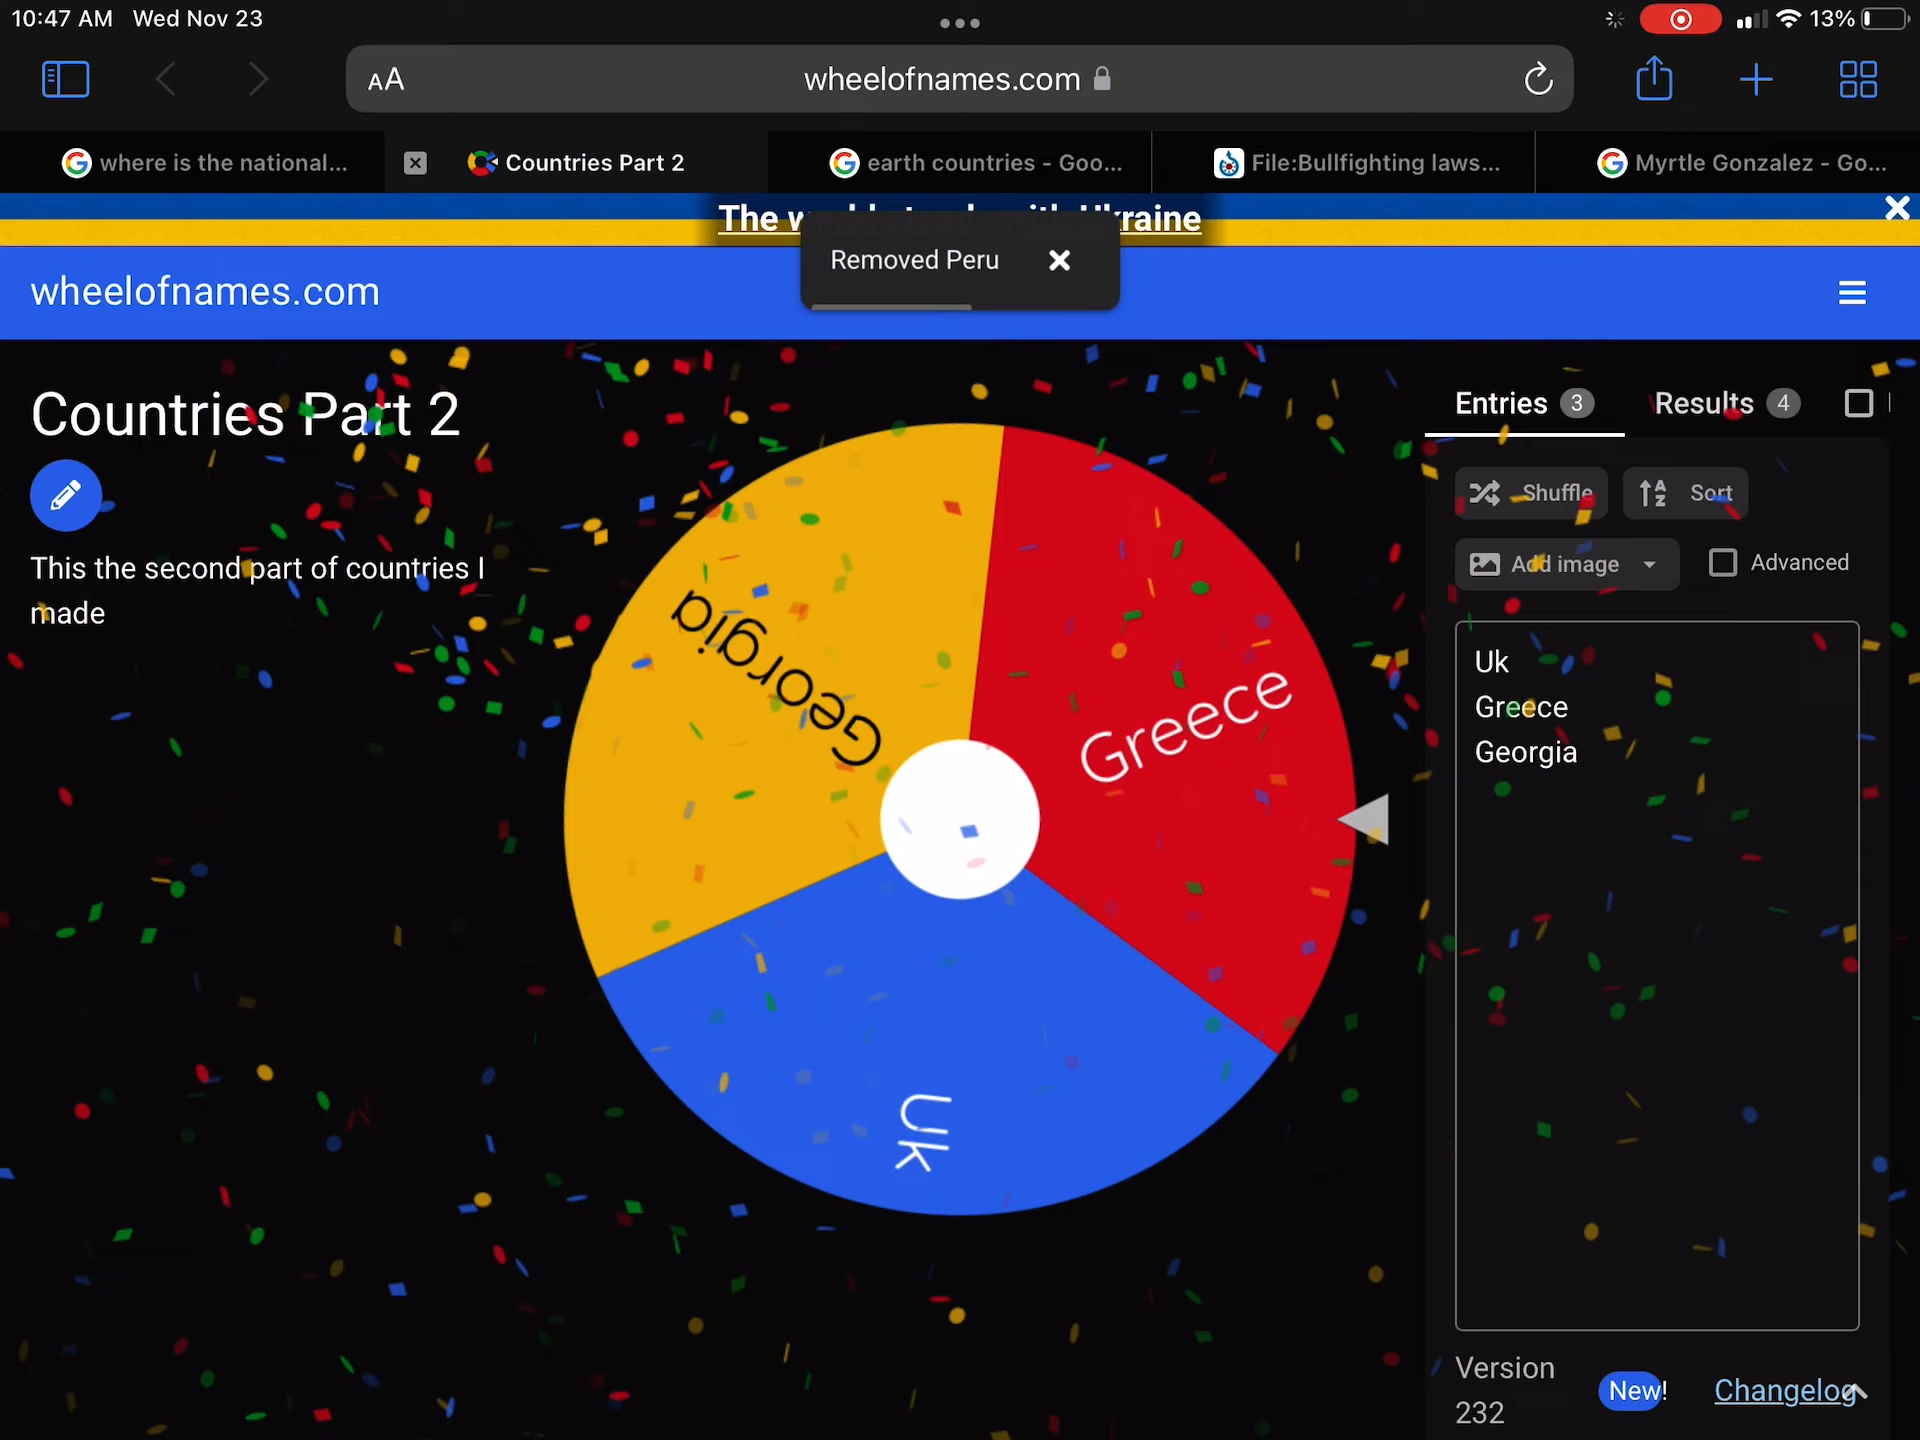 10:47 AM Wed Nov 23
13%
AA
wheelofnames.com
where is the national...
Countries Part 2
earth countries - Goo...
File:Bullfighting laws...
Myrtle Gonzalez - Go...
The w Ukraine
Removed Peru
wheelofnames.com
Countries Part 2
This the second part of countries I
made
Georgia
Greece
Uk
Entries 3
Results 4
Shuffle
Sort
Add image
Advanced
Uk
Greece
Georgia
Version
232
New!
Changelog